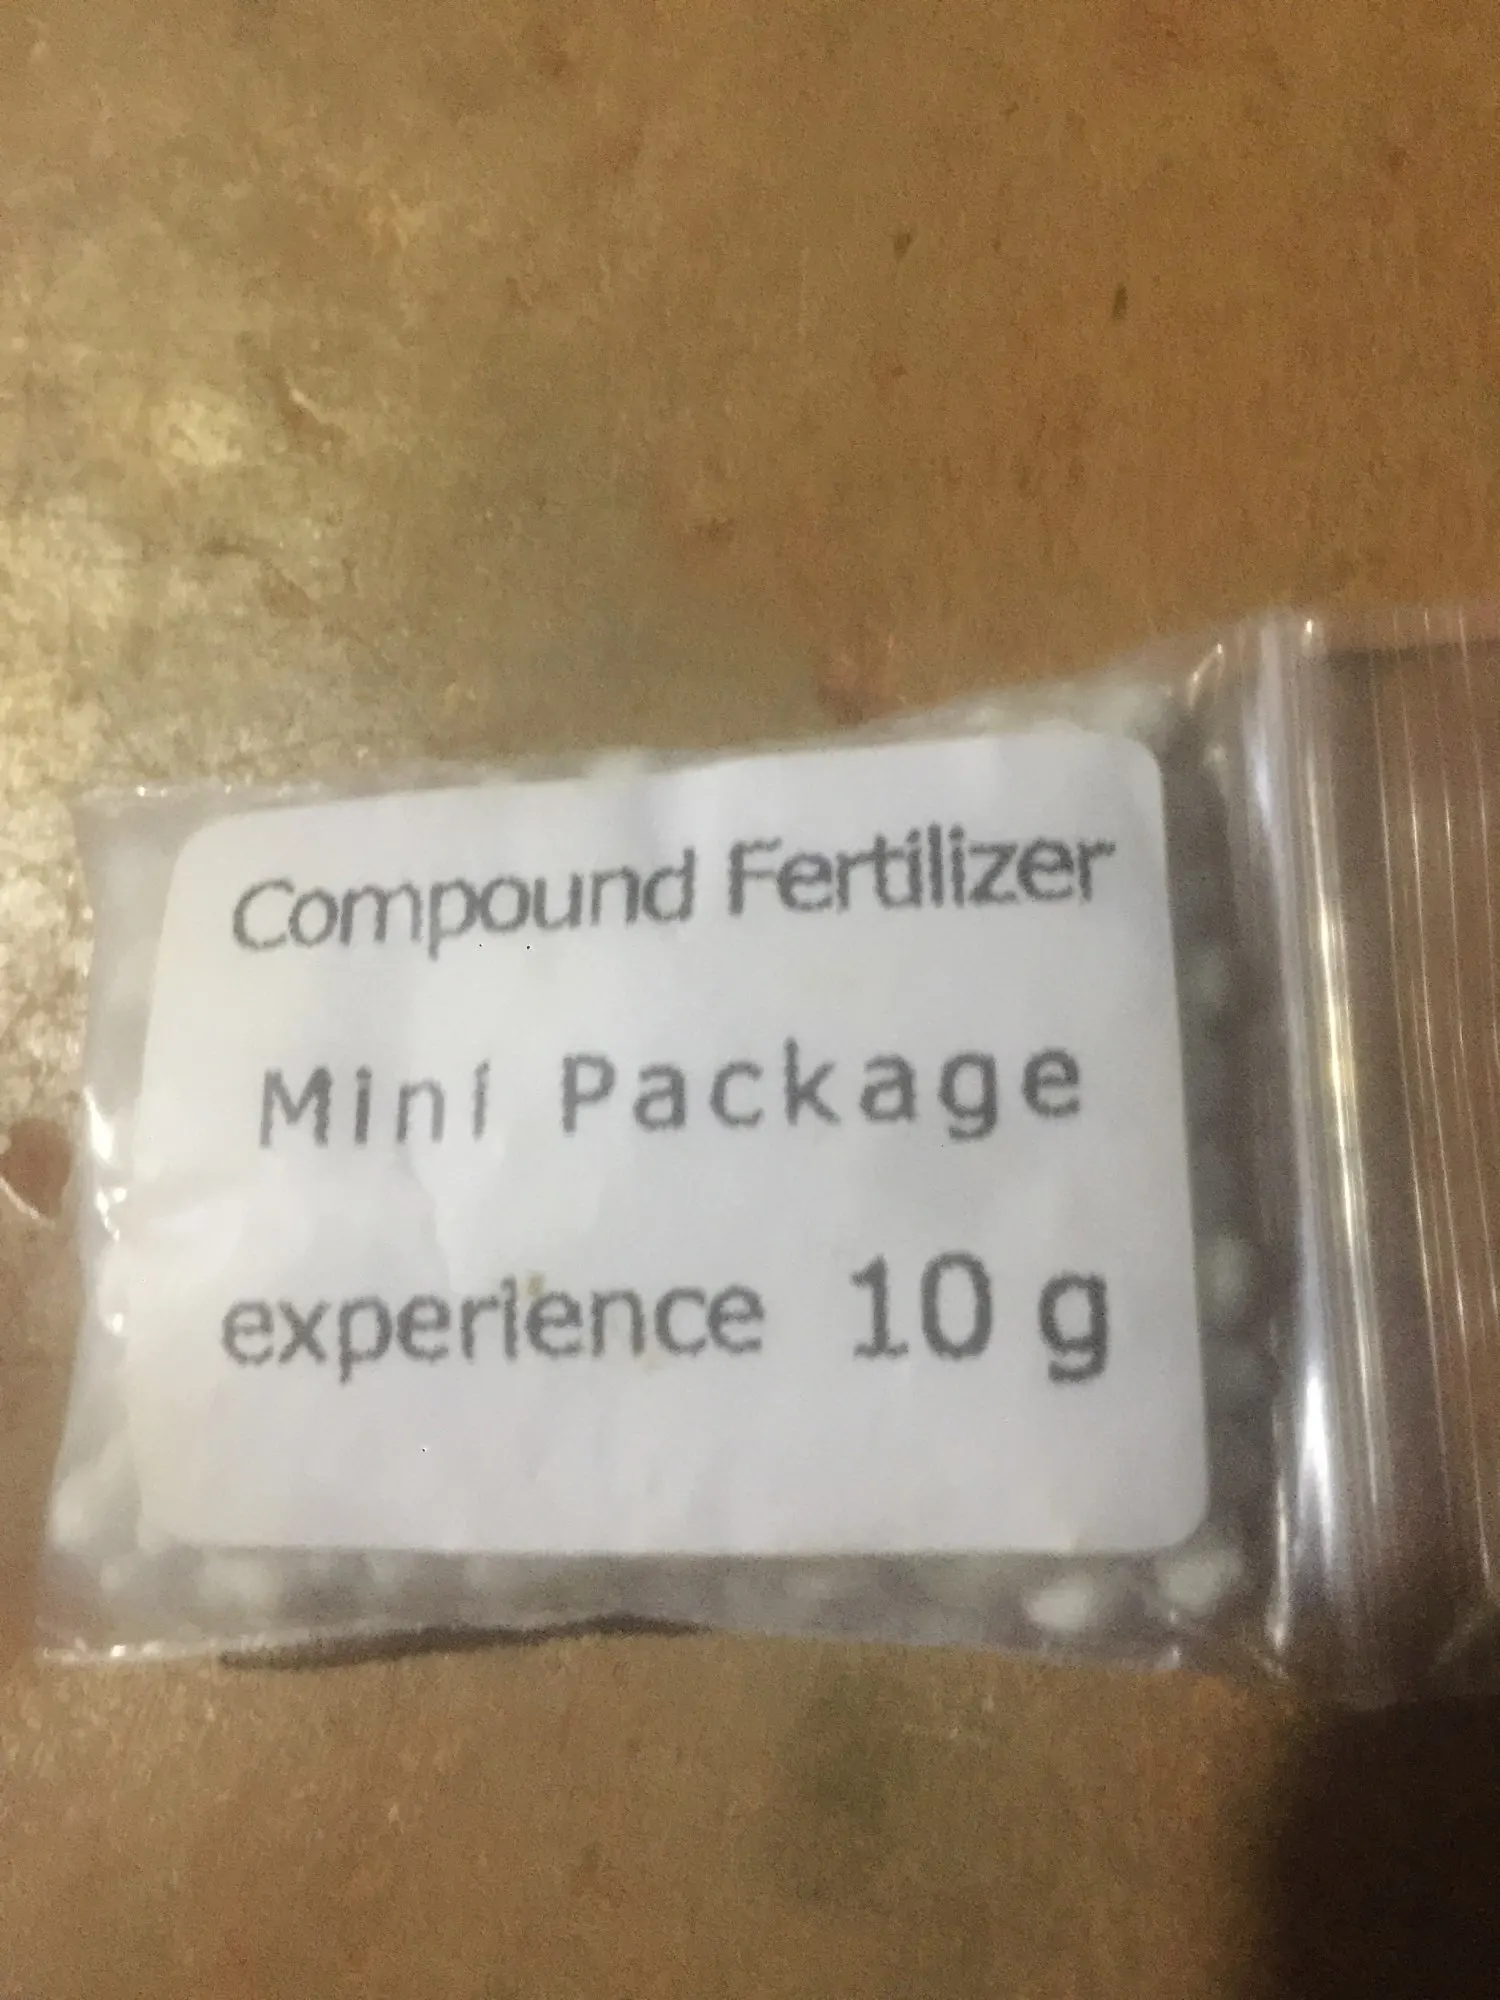 Compound Fertilizer
Mini Package
experience 10 g